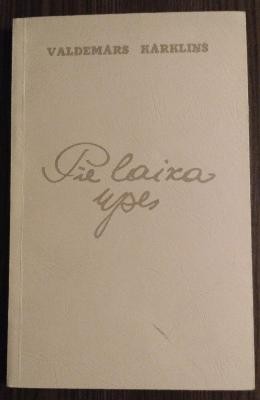 VALDEMĀRS KĀRKLIŅŠ
Pie laika
upes